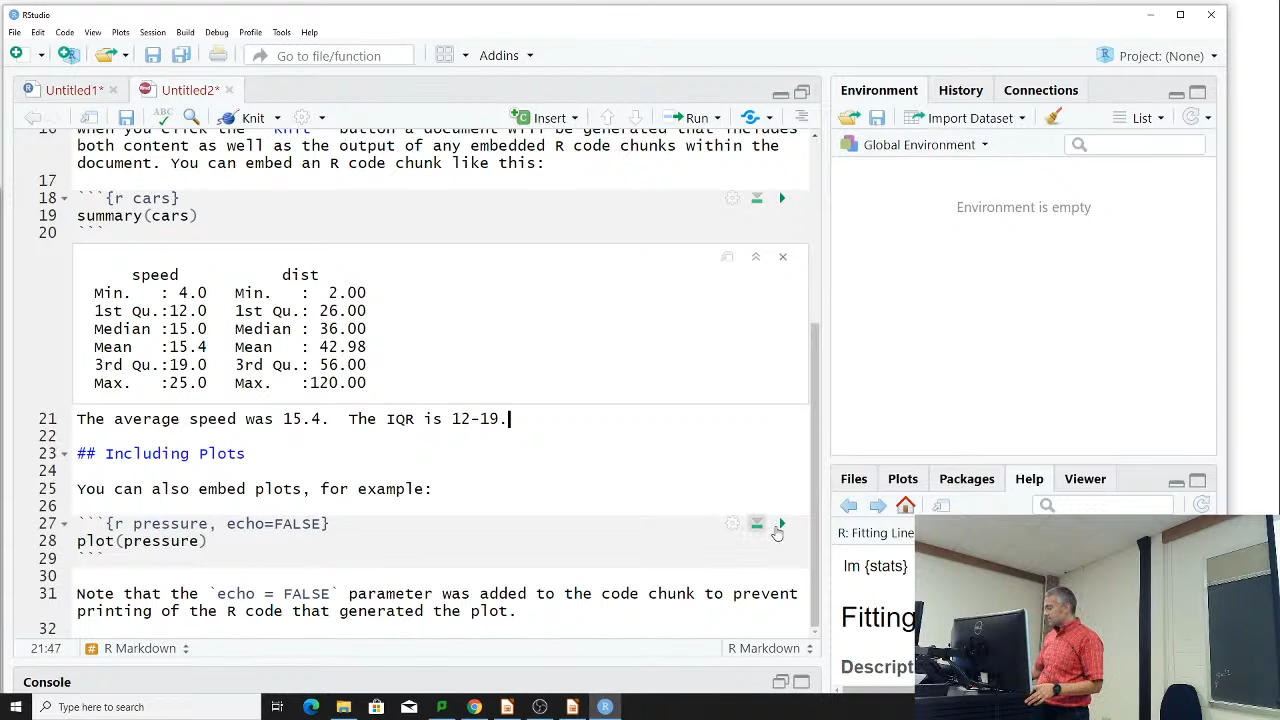 RStudio
File Edit Code View Plots Session Build Debug Profile Tools Help
Go to file/function Addins Project: (None)
Untitled1* Untitled2*
ABC Knit Insert Run
both content as well as the output of any embedded R code chunks within the
document. You can embed an R code chunk like this:
17
18 ```{r cars}
19 summary(cars)
20 ```
speed dist
Min. : 4.0 Min. : 2.00
1st Qu.:12.0 1st Qu.: 26.00
Median :15.0 Median : 36.00
Mean :15.4 Mean : 42.98
3rd Qu.:19.0 3rd Qu.: 56.00
Max. :25.0 Max. :120.00
21 The average speed was 15.4. The IQR is 12-19.
22
23 ## Including Plots
24
25 You can also embed plots, for example:
26
27 ```{r pressure, echo=FALSE}
28 plot(pressure)
29 ```
30
31 Note that the `echo = FALSE` parameter was added to the code chunk to prevent
printing of the R code that generated the plot.
32
21:47 # R Markdown R Markdown
Console
Environment History Connections
Import Dataset List
Global Environment
Environment is empty
Files Plots Packages Help Viewer
R: Fitting Line
lm {stats}
Fitting
Descript
Type here to search